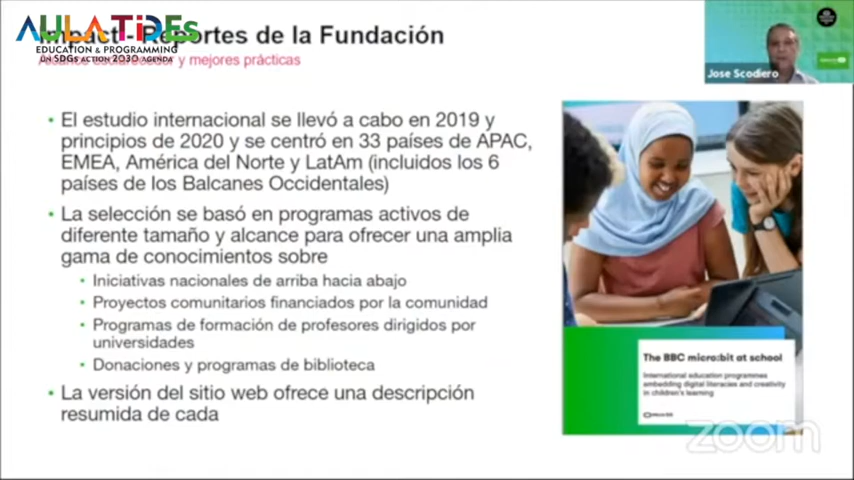 AULATiDEs
EDUCATION & PROGRAMMING
UN SDGs ACTION 2030 AGENDA
Impact - Reportes de la Fundación
y mejores prácticas
Jose Scodiero
• El estudio internacional se llevó a cabo en 2019 y
principios de 2020 y se centró en 33 países de APAC,
EMEA, América del Norte y LatAm (incluidos los 6
países de los Balcanes Occidentales)
• La selección se basó en programas activos de
diferente tamaño y alcance para ofrecer una amplia
gama de conocimientos sobre
• Iniciativas nacionales de arriba hacia abajo
• Proyectos comunitarios financiados por la comunidad
• Programas de formación de profesores dirigidos por
universidades
• Donaciones y programas de biblioteca
• La versión del sitio web ofrece una descripción
resumida de cada
The BBC micro:bit at school
International education programmes
embedding digital literacies and creativity
in children's learning
zoom